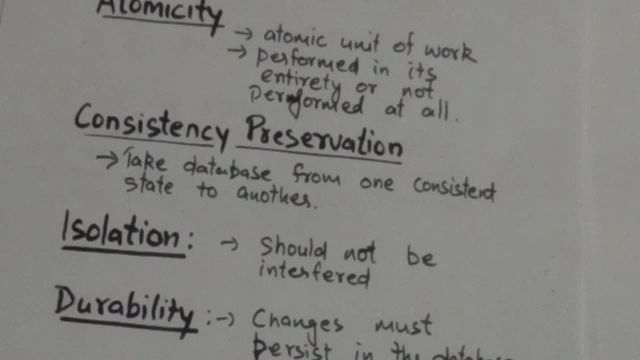 Atomicity
→ atomic unit of work
→ performed in its
entirety or not
performed at all.
Consistency Preservation
→ Take database from one consistent
state to another.
Isolation: → Should not be
interfered
Durability :-→ Changes must
persist in the database